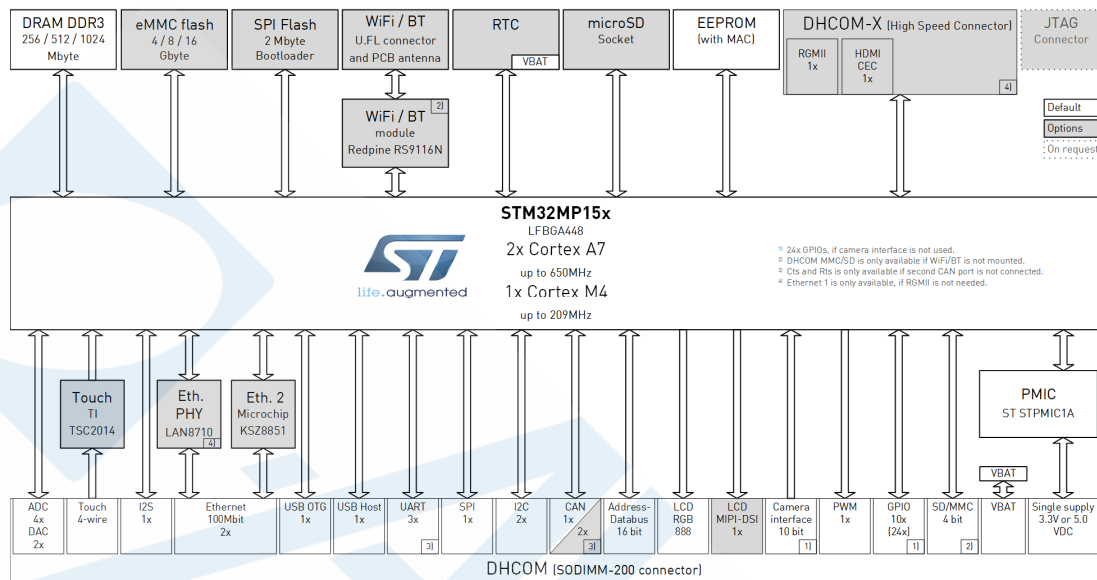 DRAM DDR3
256 / 512 / 1024
Mbyte
eMMC flash
4 / 8 / 16
Gbyte
SPI Flash
2 Mbyte
Bootloader
WiFi / BT
U.FL connector
and PCB antenna
RTC
VBAT
microSD
Socket
EEPROM
(with MAC)
DHCOM-X (High Speed Connector)
RGMII
1x
HDMI
CEC
1x
4)
JTAG
Connector
WiFi / BT
2)
module
Redpine RS9116N
Default
Options
On request
STM32MP15x
LFBGA448
2x Cortex A7
up to 650MHz
1x Cortex M4
up to 209MHz
ST
life.augmented
1) 24x GPIOs, if camera interface is not used.
2) DHCOM MMC/SD is only available if WiFi/BT is not mounted.
3) Cts and Rts is only available if second CAN port is not connected.
4) Ethernet 1 is only available, if RGMII is not needed.
Touch
TI
TSC2014
Eth.
PHY
LAN8710
4)
Eth. 2
Microchip
KSZ8851
PMIC
ST STPMIC1A
VBAT
ADC
4x
DAC
2x
Touch
4-wire
I2S
1x
Ethernet
100Mbit
2x
USB OTG
1x
USB Host
1x
UART
3x
3)
SPI
1x
I2C
2x
CAN
1x
2x
3)
Address-
Databus
16 bit
LCD
RGB
888
LCD
MIPI-DSI
1x
Camera
interface
10 bit
1)
PWM
1x
GPIO
10x
(24x)
1)
SD/MMC
4 bit
2)
VBAT
Single supply
3.3V or 5.0
VDC
DHCOM (SODIMM-200 connector)